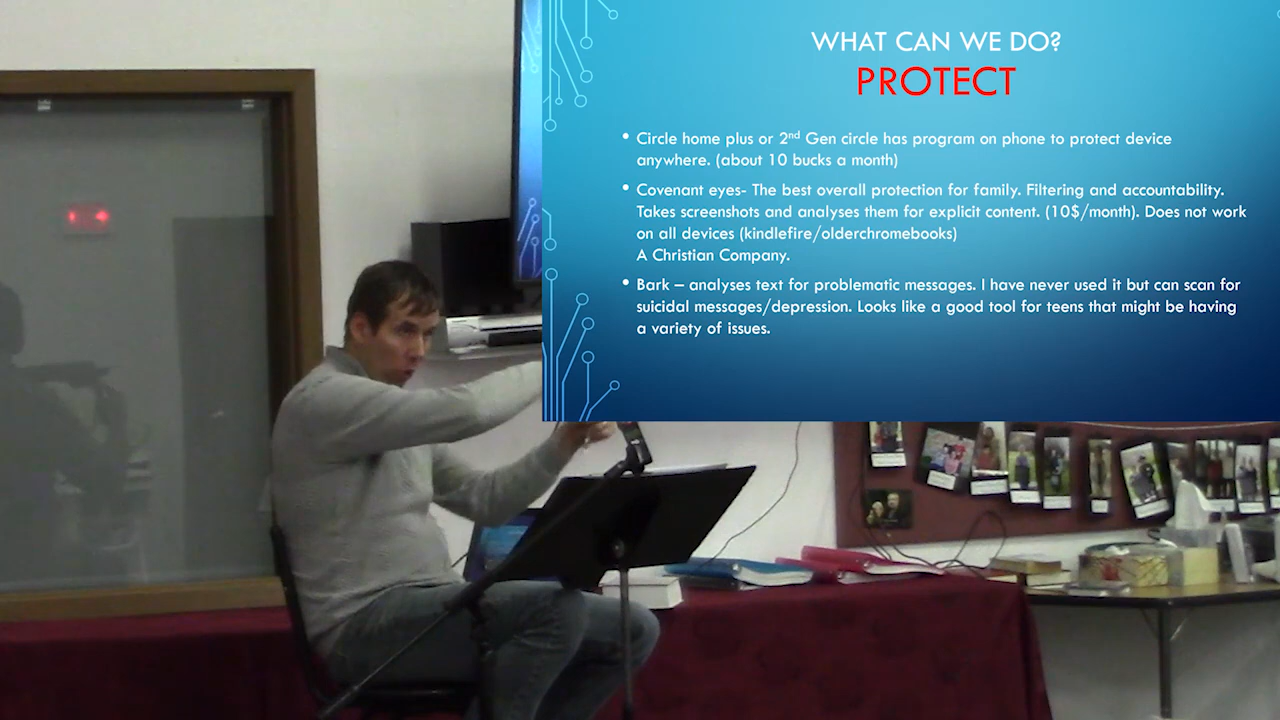 WHAT CAN WE DO?
PROTECT
• Circle home plus or 2nd Gen circle has program on phone to protect device
anywhere. (about 10 bucks a month)
• Covenant eyes- The best overall protection for family. Filtering and accountability.
Takes screenshots and analyses them for explicit content. (10$/month). Does not work
on all devices (kindlefire/olderchromebooks)
A Christian Company.
• Bark – analyses text for problematic messages. I have never used it but can scan for
suicidal messages/depression. Looks like a good tool for teens that might be having
a variety of issues.